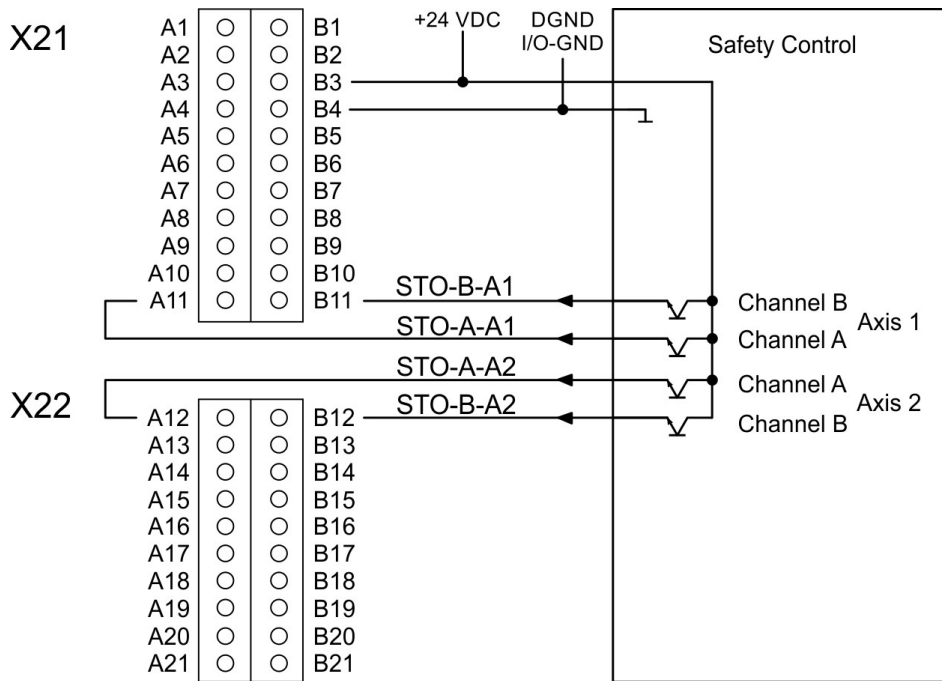 +24 VDC DGND
I/O-GND
X21
Safety Control
A1 B1
A2 B2
A3 B3
A4 B4
A5 B5
A6 B6
A7 B7
A8 B8
A9 B9
A10 B10
A11 B11
STO-B-A1
Channel B
Axis 1
STO-A-A1
Channel A
STO-A-A2
Channel A
Axis 2
X22
STO-B-A2
Channel B
A12 B12
A13 B13
A14 B14
A15 B15
A16 B16
A17 B17
A18 B18
A19 B19
A20 B20
A21 B21